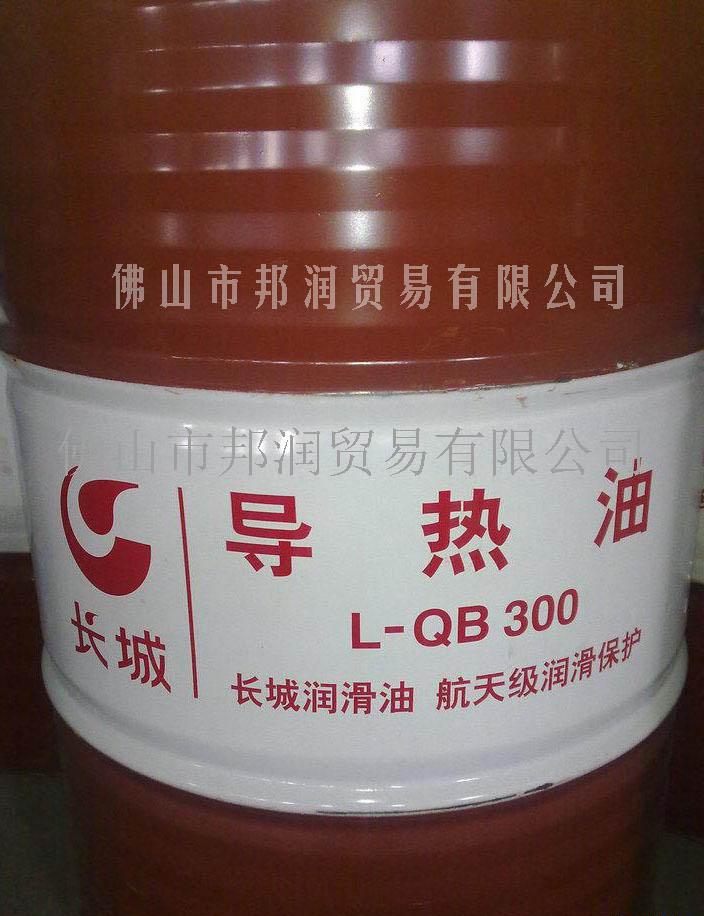 佛山市邦润贸易有限公司
佛山市邦润贸易有限公司
导热油
长城
L-QB 300
长城润滑油 航天级润滑保护